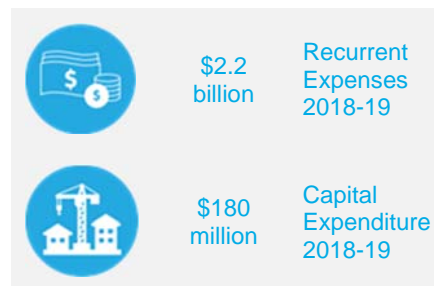 $2.2
billion
Recurrent
Expenses
2018-19
$180
million
Capital
Expenditure
2018-19